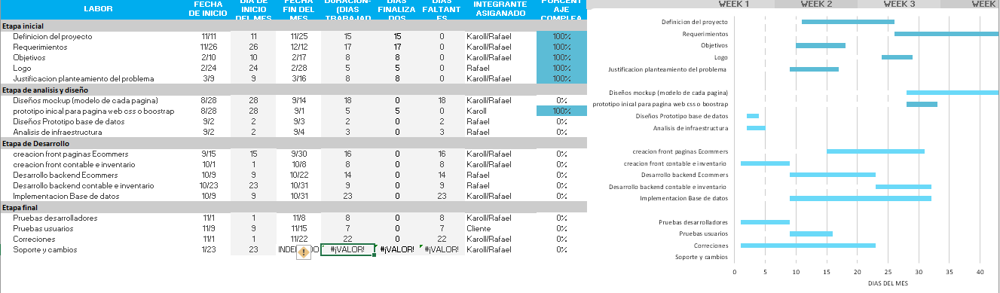 LABOR FECHA DE INICIO DIA DE INICIO DEL MES FECHA FIN DEL MES DURACION (DIAS TRABAJAD DIAS FINALIZA DOS DIAS FALTANT ES INTEGRANTE ASIGANADO PORCENT AJE COMPLEA
Etapa inicial
Definicion del proyecto 11/11 11 11/25 15 15 0 Karoll/Rafael 100%
Requerimientos 11/26 26 12/12 17 17 0 Karoll/Rafael 100%
Objetivos 2/10 10 2/17 8 8 0 Karoll/Rafael 100%
Logo 2/24 24 2/28 5 5 0 Rafael 100%
Justificacion planteamiento del problema 3/9 9 3/16 8 8 0 Karoll/Rafael 100%
Etapa de analisis y diseño
Diseños mockup (modelo de cada pagina) 8/28 28 9/14 18 0 18 Karoll/Rafael 0%
prototipo inical para pagina web css o boostrap 8/28 28 9/1 5 5 0 Karoll 100%
Diseños Prototipo base de datos 9/2 2 9/3 2 0 2 Rafael 0%
Analisis de infraestructura 9/2 2 9/4 3 0 3 Rafael 0%
Etapa de Desarrollo
creacion front paginas Ecommers 9/15 15 9/30 16 0 16 Karoll/Rafael 0%
creacion front contable e inventario 10/1 1 10/8 8 0 8 Karoll/Rafael 0%
Desarrollo backend Ecommers 10/9 9 10/22 14 0 14 Rafael 0%
Desarrollo backend contable e inventario 10/23 23 10/31 9 0 9 Rafael 0%
Implementacion Base de datos 10/9 9 10/31 23 0 23 Karoll/Rafael 0%
Etapa final
Pruebas desarrolladores 11/1 1 11/8 8 0 8 Karoll/Rafael 0%
Pruebas usuarios 11/9 9 11/15 7 0 7 Cliente 0%
Correciones 11/1 1 11/22 22 0 22 Karoll/Rafael 0%
Soporte y cambios 1/23 23 #¡VALOR! #¡VALOR! #¡VALOR! Karoll/Rafael 0%
WEEK 1 WEEK 2 WEEK 3 WEEK
Definicion del proyecto
Requerimientos
Objetivos
Logo
Justificacion planteamiento del problema
Diseños mockup (modelo de cada pagina)
prototipo inical para pagina web css o boostrap
Diseños Prototipo base de datos
Analisis de infraestructura
creacion front paginas Ecommers
creacion front contable e inventario
Desarrollo backend Ecommers
Desarrollo backend contable e inventario
Implementacion Base de datos
Pruebas desarrolladores
Pruebas usuarios
Correciones
Soporte y cambios
0 5 10 15 20 25 30 35 40
DIAS DEL MES